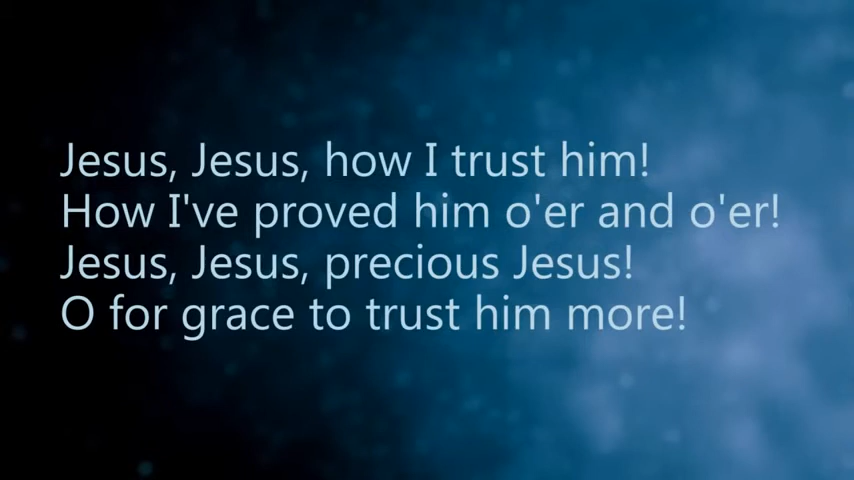 Jesus, Jesus, how I trust him!
How I've proved him o'er and o'er!
Jesus, Jesus, precious Jesus!
O for grace to trust him more!